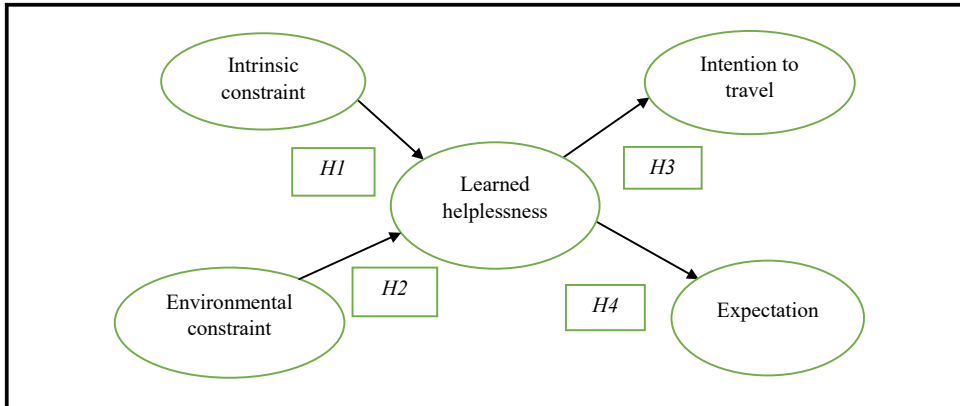 Intrinsic
constraint
Intention to
travel
H1
H3
Learned
helplessness
Environmental
constraint
H2
H4
Expectation